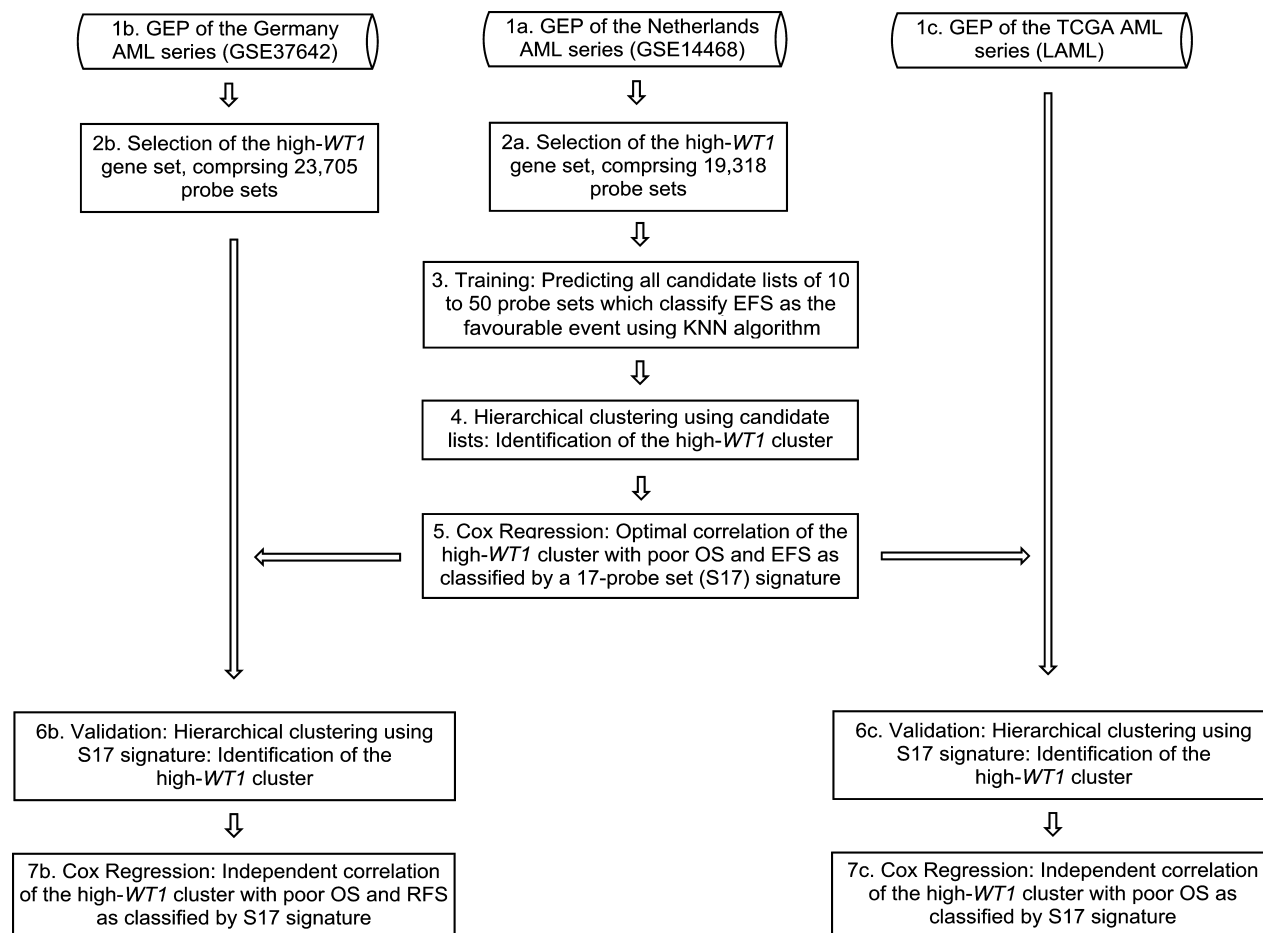 1b. GEP of the Germany
AML series (GSE37642)
1a. GEP of the Netherlands
AML series (GSE14468)
1c. GEP of the TCGA AML
series (LAML)
2b. Selection of the high-WT1
gene set, comprsing 23,705
probe sets
2a. Selection of the high-WT1
gene set, comprsing 19,318
probe sets
3. Training: Predicting all candidate lists of 10
to 50 probe sets which classify EFS as the
favourable event using KNN algorithm
4. Hierarchical clustering using candidate
lists: Identification of the high-WT1 cluster
5. Cox Regression: Optimal correlation of the
high-WT1 cluster with poor OS and EFS as
classified by a 17-probe set (S17) signature
6b. Validation: Hierarchical clustering using
S17 signature: Identification of the
high-WT1 cluster
6c. Validation: Hierarchical clustering using
S17 signature: Identification of the
high-WT1 cluster
7b. Cox Regression: Independent correlation
of the high-WT1 cluster with poor OS and RFS
as classified by S17 signature
7c. Cox Regression: Independent correlation
of the high-WT1 cluster with poor OS as
classified by S17 signature